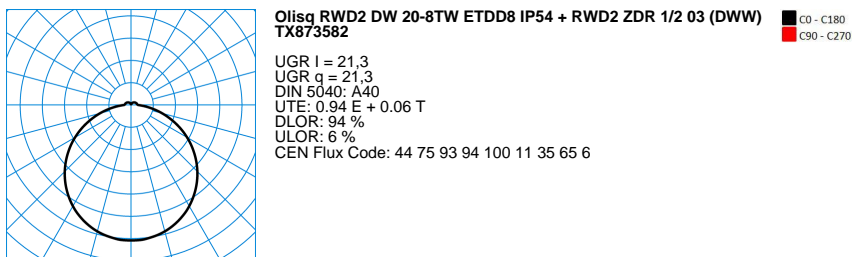 Olisq RWD2 DW 20-8TW ETDD8 IP54 + RWD2 ZDR 1/2 03 (DWW)
TX873582
UGR l = 21,3
UGR q = 21,3
DIN 5040: A40
UTE: 0.94 E + 0.06 T
DLOR: 94 %
ULOR: 6 %
CEN Flux Code: 44 75 93 94 100 11 35 65 6
C0 - C180
C90 - C270